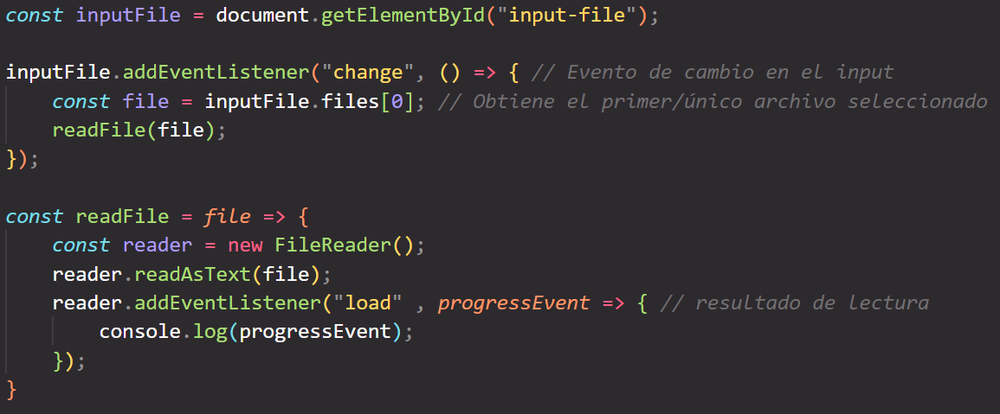 const inputFile = document.getElementById("input-file");
inputFile.addEventListener("change", () => { // Evento de cambio en el input
const file = inputFile.files[0]; // Obtiene el primer/único archivo seleccionado
readFile(file);
});
const readFile = file => {
const reader = new FileReader();
reader.readAsText(file);
reader.addEventListener("load" , progressEvent => { // resultado de lectura
console.log(progressEvent);
});
}